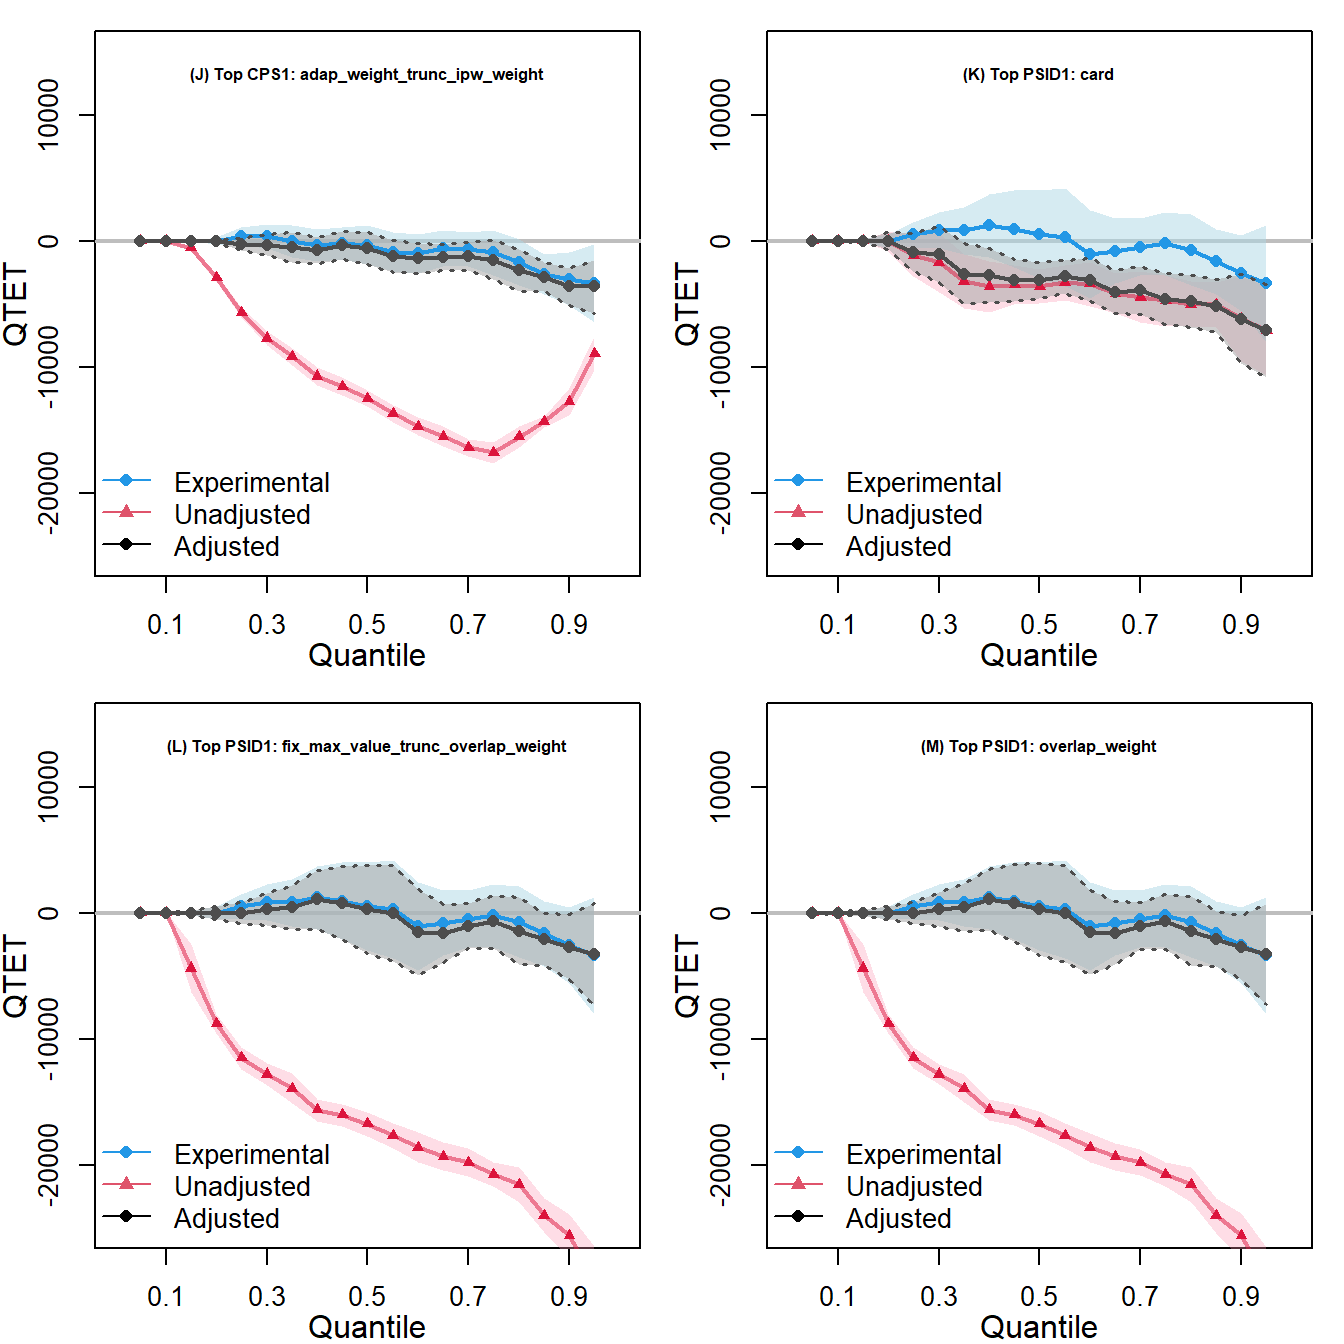 (J) Top CPS1: adap_weight_trunc_ipw_weight
10000
0
-10000
-20000
QTET
Experimental
Unadjusted
Adjusted
0.1 0.3 0.5 0.7 0.9
Quantile
(K) Top PSID1: card
10000
0
-10000
-20000
QTET
Experimental
Unadjusted
Adjusted
0.1 0.3 0.5 0.7 0.9
Quantile
(L) Top PSID1: fix_max_value_trunc_overlap_weight
10000
0
-10000
-20000
QTET
Experimental
Unadjusted
Adjusted
0.1 0.3 0.5 0.7 0.9
Quantile
(M) Top PSID1: overlap_weight
10000
0
-10000
-20000
QTET
Experimental
Unadjusted
Adjusted
0.1 0.3 0.5 0.7 0.9
Quantile